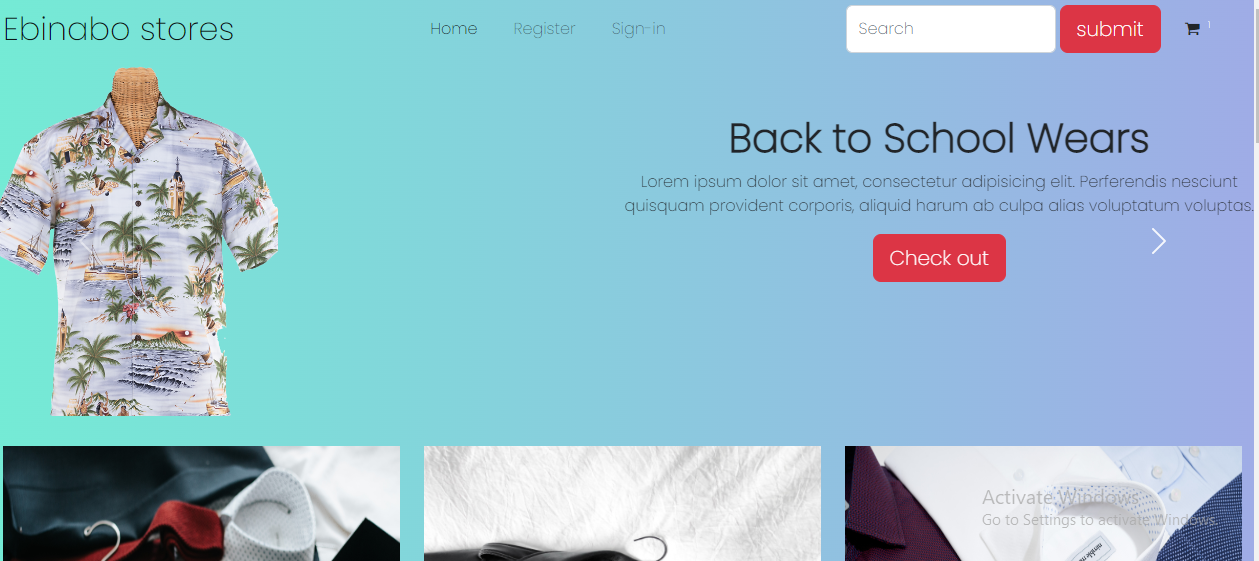 Ebinabo stores
Home Register Sign-in Search submit 1
Back to School Wears
Lorem ipsum dolor sit amet, consectetur adipisicing elit. Perferendis nesciunt
quisquam provident corporis, aliquid harum ab culpa alias voluptatum voluptas.
Check out
Activate Windows
Go to Settings to activate Windows.